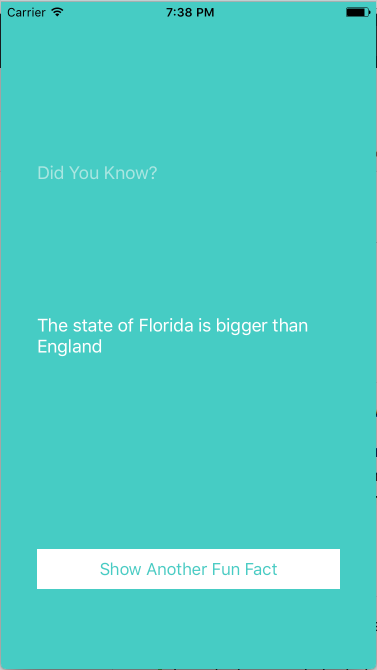 Carrier 7:38 PM
Did You Know?
The state of Florida is bigger than
England
Show Another Fun Fact